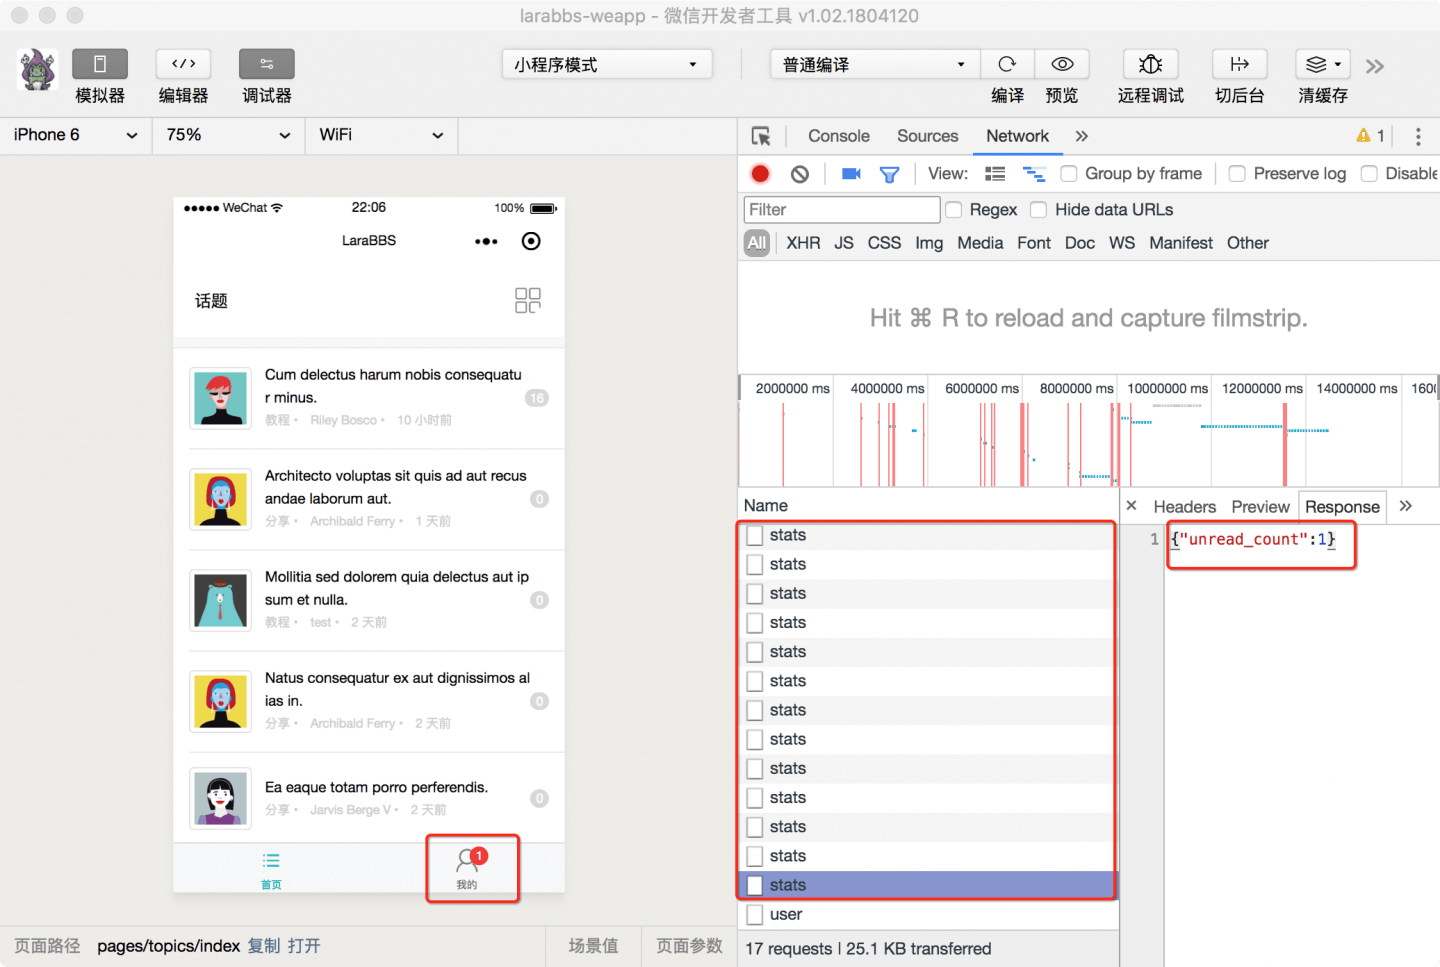 larabbs-weapp - 微信开发者工具 v1.02.1804120
模拟器
编辑器
调试器
小程序模式
普通编译
编译
预览
远程调试
切后台
清缓存
iPhone 6
75%
WiFi
Console
Sources
Network
1
View:
Group by frame
Preserve log
Disable
Filter
Regex
Hide data URLs
All
XHR
JS
CSS
Img
Media
Font
Doc
WS
Manifest
Other
WeChat
22:06
100%
LaraBBS
话题
Cum delectus harum nobis consequatu
r minus.
16
教程 • Riley Bosco • 10 小时前
Architecto voluptas sit quis ad aut recus
andae laborum aut.
0
分享 • Archibald Ferry • 1 天前
Mollitia sed dolorem quia delectus aut ip
sum et nulla.
0
教程 • test • 2 天前
Natus consequatur ex aut dignissimos al
ias in.
0
分享 • Archibald Ferry • 2 天前
Ea eaque totam porro perferendis.
0
分享 • Jarvis Berge V • 2 天前
首页
1
我的
Hit ⌘ R to reload and capture filmstrip.
2000000 ms
4000000 ms
6000000 ms
8000000 ms
10000000 ms
12000000 ms
14000000 ms
Name
stats
stats
stats
stats
stats
stats
stats
stats
stats
stats
stats
stats
stats
user
Headers
Preview
Response
1 {"unread_count":1}
17 requests | 25.1 KB transferred
页面路径 pages/topics/index 复制 打开
场景值
页面参数